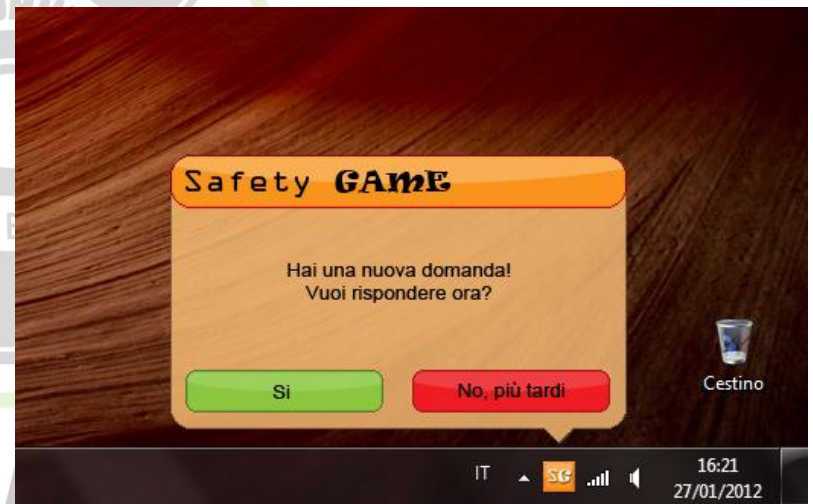 Safety GAME
Hai una nuova domanda!
Vuoi rispondere ora?
Si
No, più tardi
Cestino
IT
SG
16:21
27/01/2012